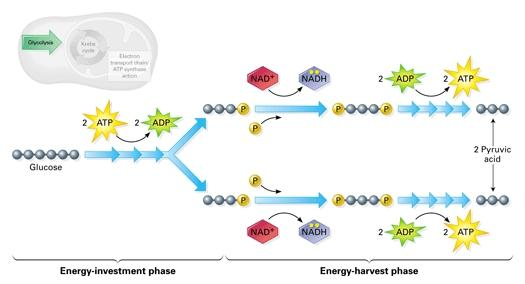 Glycolysis
Krebs
cycle
Electron
transport chain/
ATP synthase
action
2 ATP 2 ADP
Glucose
P
NAD+
NADH
P
P P
2 ADP 2 ATP
P
P
NAD+
NADH
P P
2 ADP 2 ATP
2 Pyruvic
acid
Energy-investment phase
Energy-harvest phase